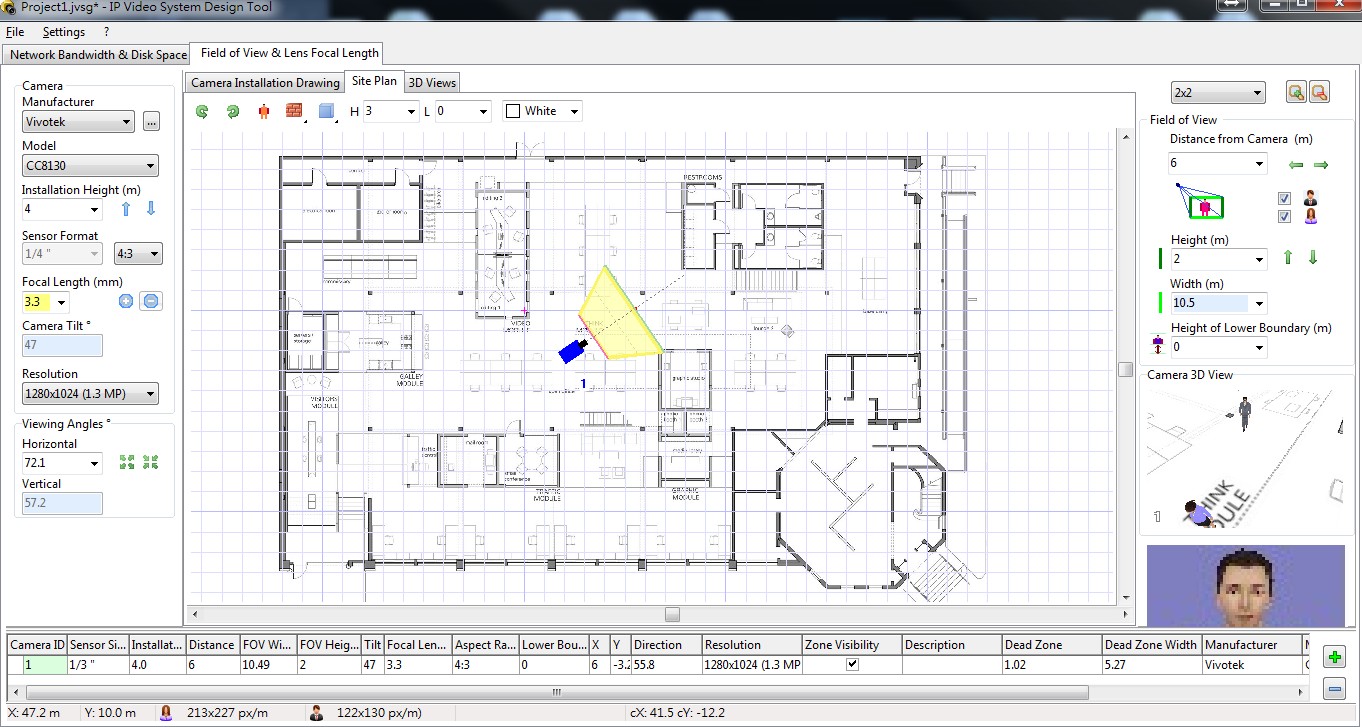 Project1.jvsg* - IP Video System Design Tool
File Settings ?
Network Bandwidth & Disk Space Field of View & Lens Focal Length
Camera
Manufacturer
Vivotek ...
Model
CC8130
Installation Height (m)
4
Sensor Format
1/4 " 4:3
Focal Length (mm)
3.3
Camera Tilt °
47
Resolution
1280x1024 (1.3 MP)
Viewing Angles °
Horizontal
72.1
Vertical
57.2
Camera Installation Drawing Site Plan 3D Views
H 3 L 0 White
RESTROOMS
VIDEO
GALLEY
MODULE
VISITORS
MODULE
1
graphic studio
mailroom
conference
TRAFFIC
MODULE
GRAPHIC
MODULE
2x2
Field of View
Distance from Camera (m)
6
Height (m)
2
Width (m)
10.5
Height of Lower Boundary (m)
0
Camera 3D View
THINK
DULE
1
Camera ID Sensor Si... Installat... Distance FOV Wi... FOV Heig... Tilt Focal Len... Aspect Ra... Lower Bou... X Y Direction Resolution Zone Visibility Description Dead Zone Dead Zone Width Manufacturer
1 1/3 " 4.0 6 10.49 2 47 3.3 4:3 0 6 -3.2 55.8 1280x1024 (1.3 MP 1.02 5.27 Vivotek
X: 47.2 m Y: 10.0 m 213x227 px/m 122x130 px/m) cX: 41.5 cY: -12.2